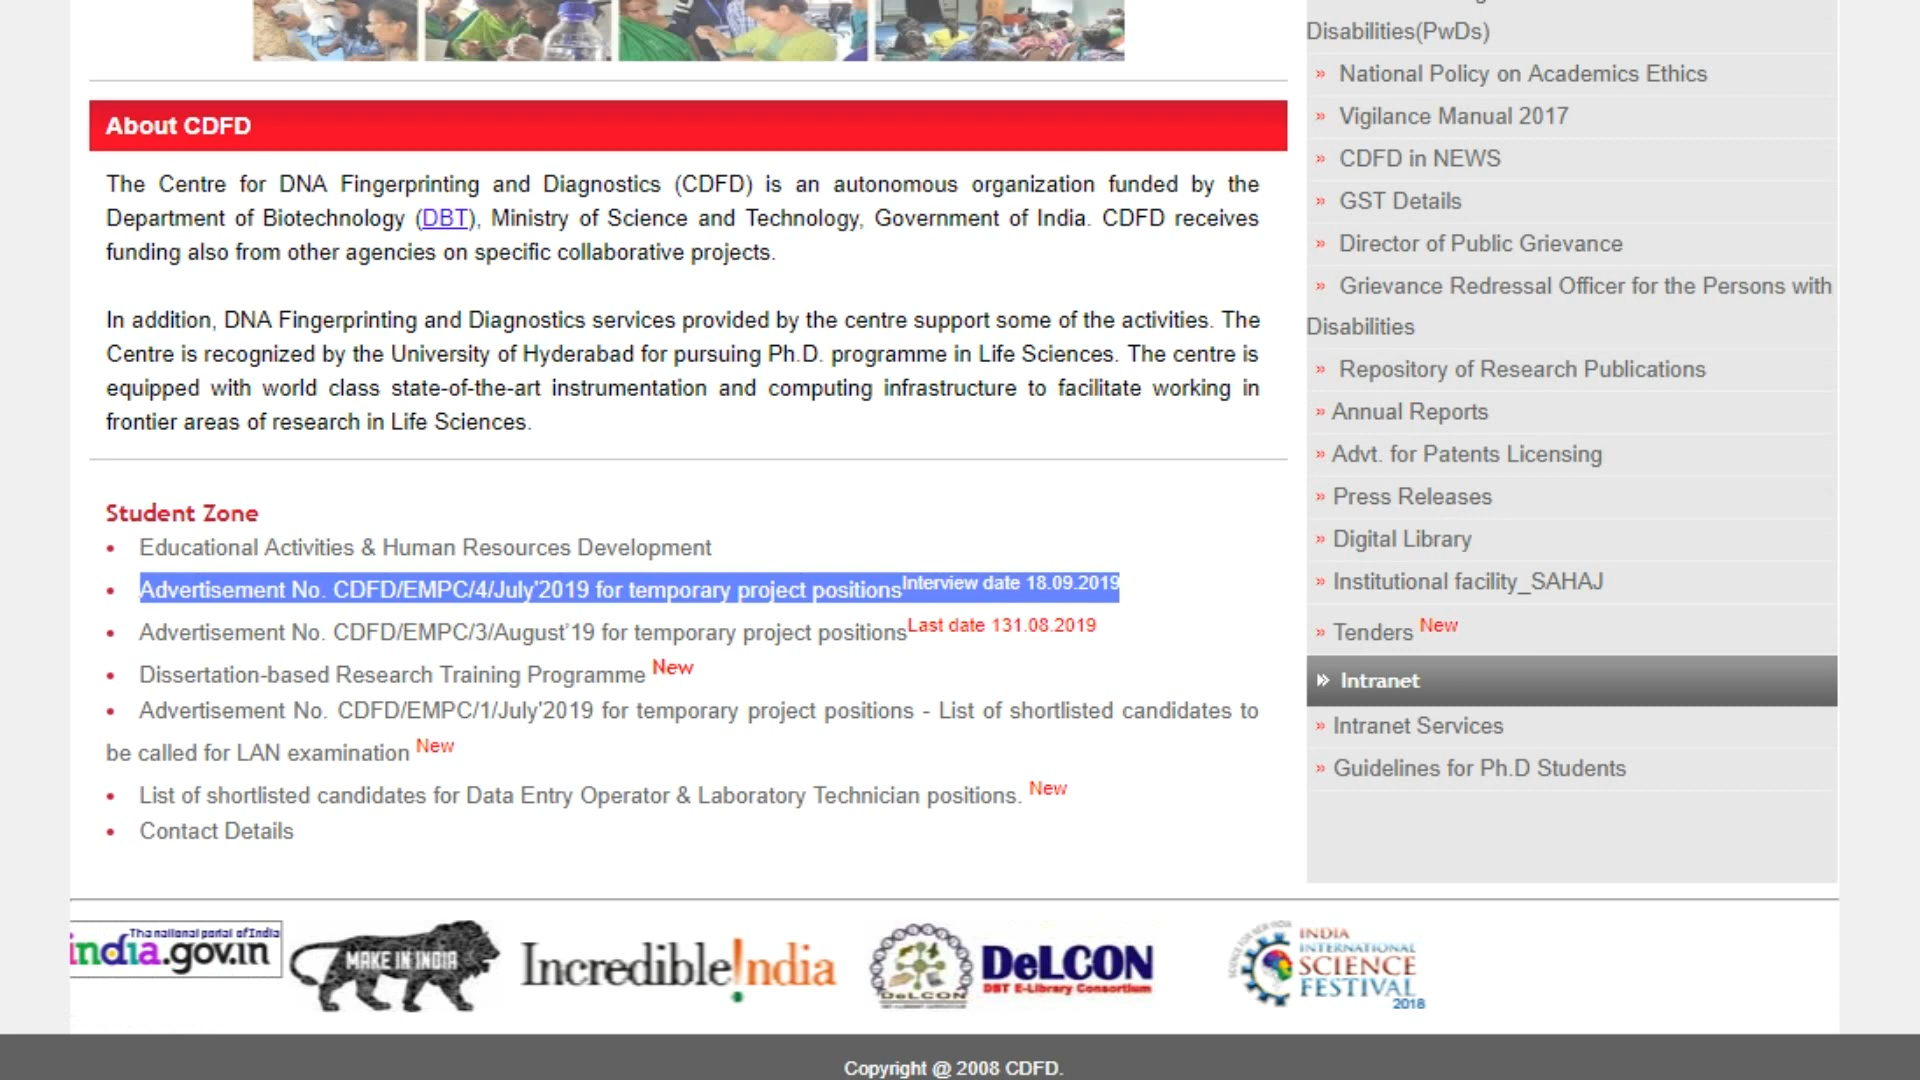 About CDFD
The Centre for DNA Fingerprinting and Diagnostics (CDFD) is an autonomous organization funded by the
Department of Biotechnology (DBT), Ministry of Science and Technology, Government of India. CDFD receives
funding also from other agencies on specific collaborative projects.
In addition, DNA Fingerprinting and Diagnostics services provided by the centre support some of the activities. The
Centre is recognized by the University of Hyderabad for pursuing Ph.D. programme in Life Sciences. The centre is
equipped with world class state-of-the-art instrumentation and computing infrastructure to facilitate working in
frontier areas of research in Life Sciences.
Student Zone
• Educational Activities & Human Resources Development
• Advertisement No. CDFD/EMPC/4/July'2019 for temporary project positions Interview date 18.09.2019
• Advertisement No. CDFD/EMPC/3/August'19 for temporary project positions Last date 131.08.2019
• Dissertation-based Research Training Programme New
• Advertisement No. CDFD/EMPC/1/July'2019 for temporary project positions - List of shortlisted candidates to
be called for LAN examination New
• List of shortlisted candidates for Data Entry Operator & Laboratory Technician positions. New
• Contact Details
Disabilities(PwDs)
» National Policy on Academics Ethics
» Vigilance Manual 2017
» CDFD in NEWS
» GST Details
» Director of Public Grievance
» Grievance Redressal Officer for the Persons with
Disabilities
» Repository of Research Publications
» Annual Reports
» Advt. for Patents Licensing
» Press Releases
» Digital Library
» Institutional facility_SAHAJ
» Tenders New
» Intranet
» Intranet Services
» Guidelines for Ph.D Students
The national portal of India
india.gov.in
MAKE IN INDIA
Incredible!ndia
DeLCON
DeLCON
DBT E-Library Consortium
INDIA
INTERNATIONAL
SCIENCE
FESTIVAL
2018
Copyright @ 2008 CDFD.